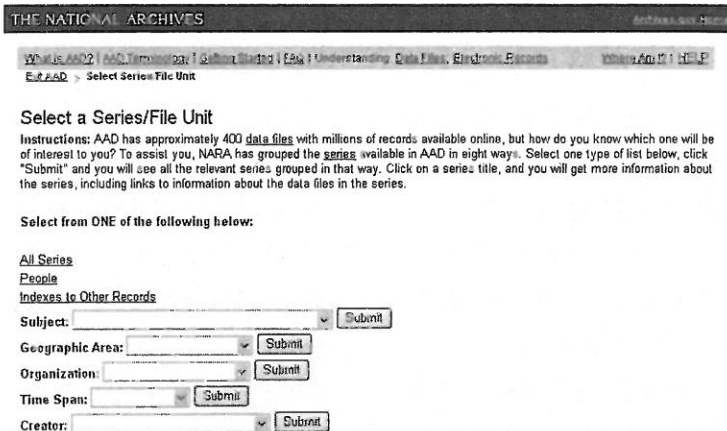 THE NATIONAL ARCHIVES Archives.gov Home
What is AAD? | AAD Terminology | Getting Started | FAQ | Understanding Data Files, Electronic Records Where Am I? | HELP
Exit AAD > Select Series File Unit
Select a Series/File Unit
Instructions: AAD has approximately 400 data files with millions of records available online, but how do you know which one will be
of interest to you? To assist you, NARA has grouped the series available in AAD in eight ways. Select one type of list below, click
"Submit" and you will see all the relevant series grouped in that way. Click on a series title, and you will get more information about
the series, including links to information about the data files in the series.
Select from ONE of the following below:
All Series
People
Indexes to Other Records
Subject: Submit
Geographic Area: Submit
Organization: Submit
Time Span: Submit
Creator: Submit